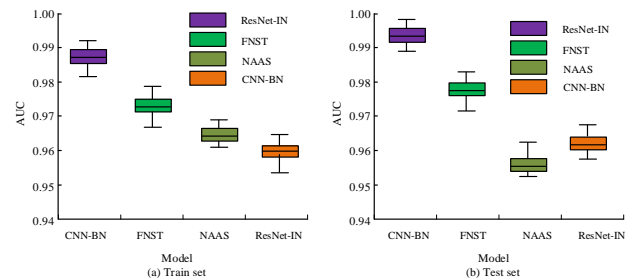 1.00
0.99
0.98
0.97
0.96
0.95
0.94
AUC
ResNet-IN
FNST
NAAS
CNN-BN
CNN-BN FNST NAAS ResNet-IN
Model
(a) Train set
1.00
0.99
0.98
0.97
0.96
0.95
0.94
AUC
ResNet-IN
FNST
NAAS
CNN-BN
CNN-BN FNST NAAS ResNet-IN
Model
(b) Test set